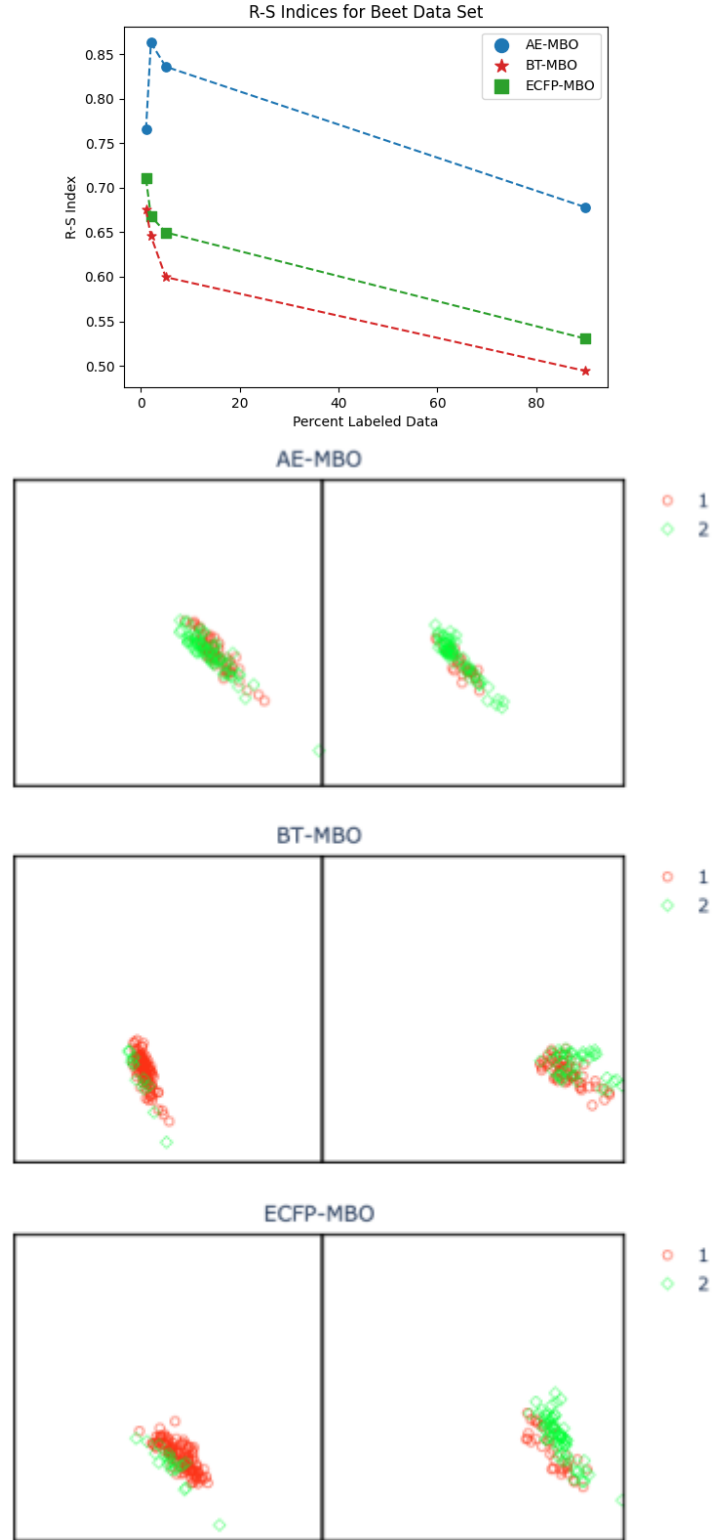 R-S Indices for Beet Data Set
AE-MBO
BT-MBO
ECFP-MBO
R-S Index
0.85
0.80
0.75
0.70
0.65
0.60
0.55
0.50
0 20 40 60 80
Percent Labeled Data
AE-MBO
1
2
BT-MBO
1
2
ECFP-MBO
1
2